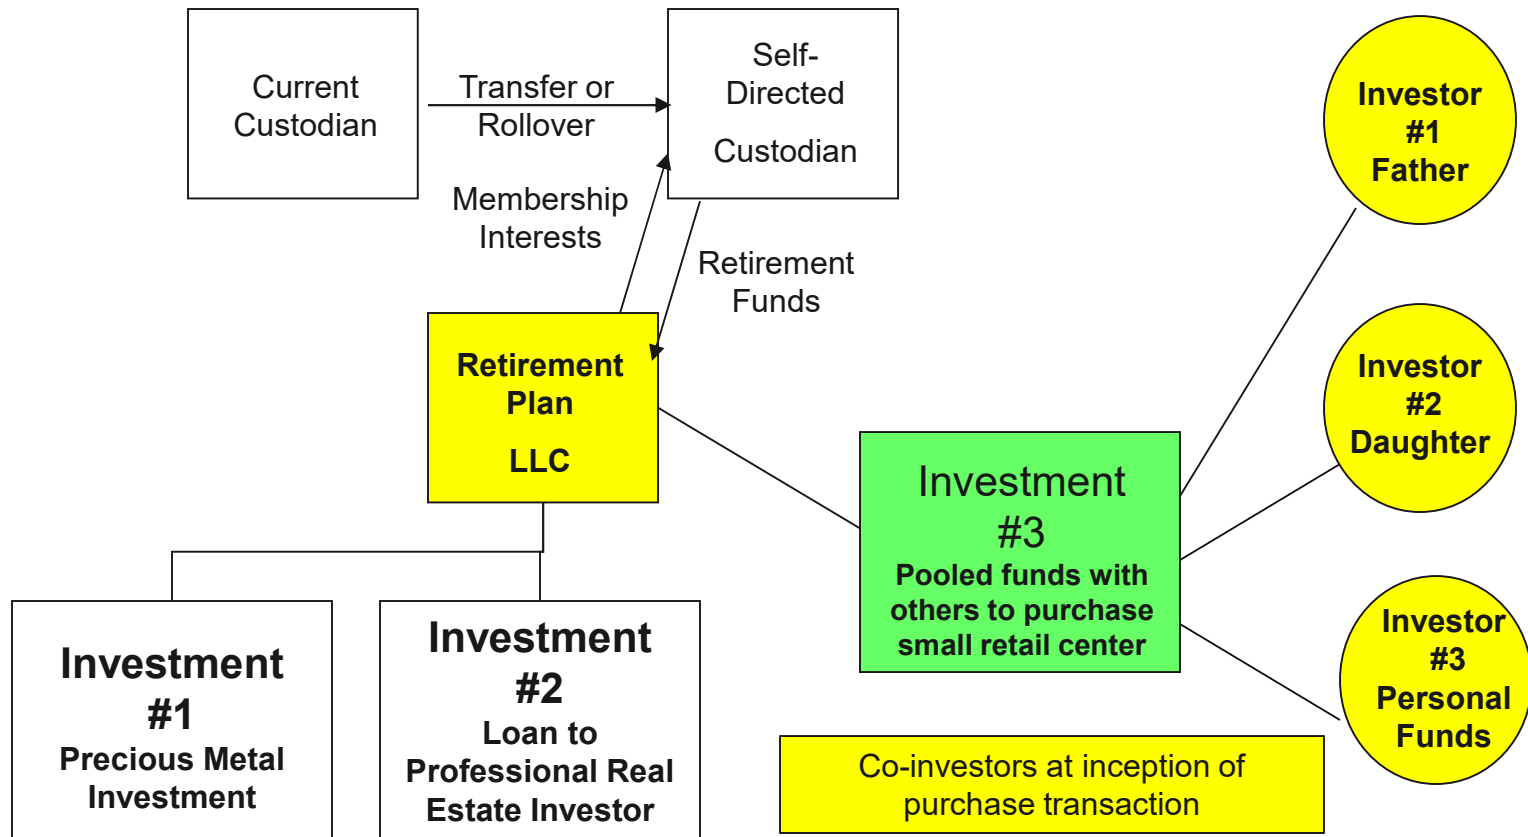 Current
Custodian
Transfer or
Rollover
Self-
Directed
Custodian
Membership
Interests
Retirement
Funds
Retirement
Plan
LLC
Investment
#1
Precious Metal
Investment
Investment
#2
Loan to
Professional Real
Estate Investor
Investment
#3
Pooled funds with
others to purchase
small retail center
Investor
#1
Father
Investor
#2
Daughter
Investor
#3
Personal
Funds
Co-investors at inception of
purchase transaction